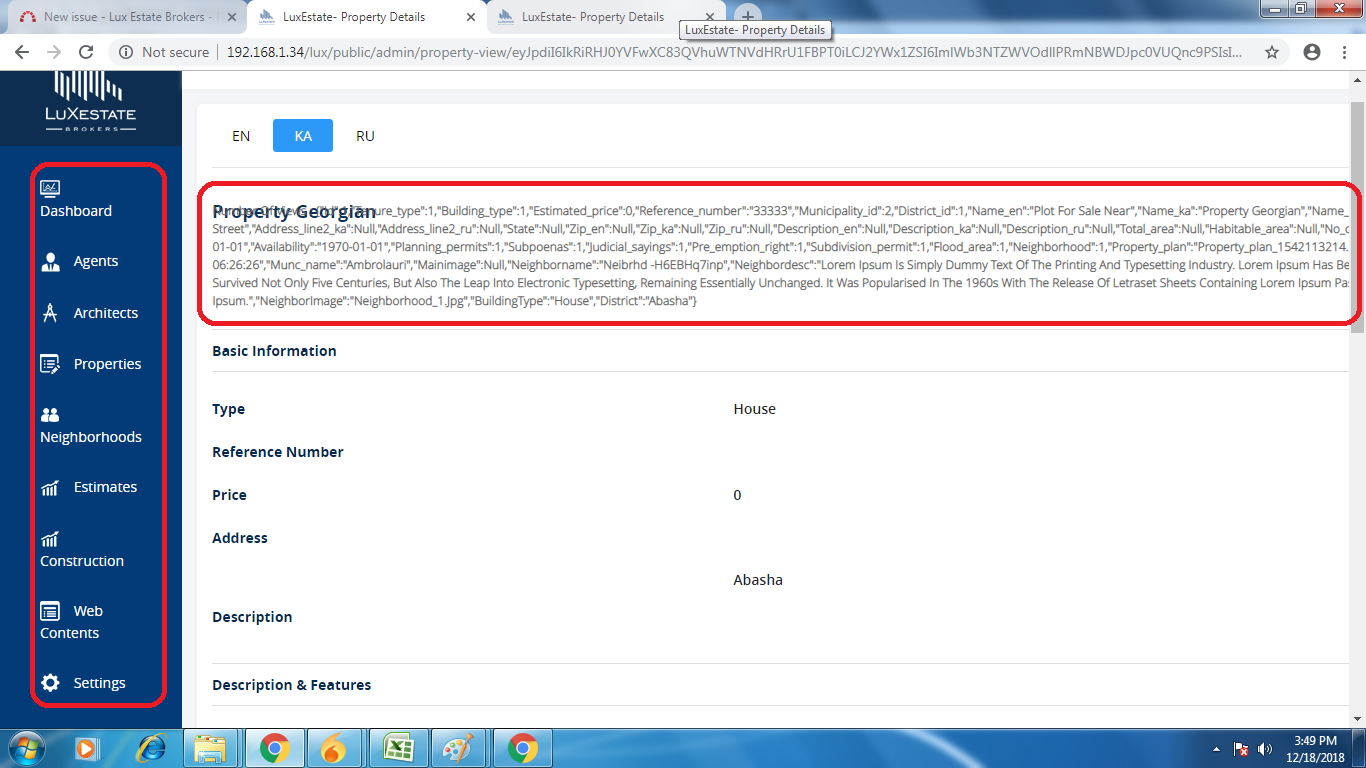 New issue - Lux Estate Brokers -
LuxEstate- Property Details
LuxEstate- Property Details
LuxEstate- Property Details
Not secure
192.168.1.34/lux/public/admin/property-view/
LUXESTATE
BROKERS
EN
KA
RU
Dashboard
Agents
Architects
Properties
Neighborhoods
Estimates
Construction
Web
Contents
Settings
Property Georgian
Number Of Views {"Id":1,"Tenure_type":1,"Building_type":1,"Estimated_price":0,"Reference_number":"33333","Municipality_id":2,"District_id":1,"Name_en":"Plot For Sale Near","Name_ka":"Property Georgian","Name_
Street","Address_line2_ka":Null,"Address_line2_ru":Null,"State":Null,"Zip_en":Null,"Zip_ka":Null,"Zip_ru":Null,"Description_en":Null,"Description_ka":Null,"Description_ru":Null,"Total_area":Null,"Habitable_area":Null,"No_
01-01","Availability":"1970-01-01","Planning_permits":1,"Subpoenas":1,"Judicial_sayings":1,"Pre_emption_right":1,"Subdivision_permit":1,"Flood_area":1,"Neighborhood":1,"Property_plan":"Property_plan_1542113214.
06:26:26","Munc_name":"Ambrolauri","Mainimage":Null,"Neighborname":"Neibrhd -H6EBHq7inp","Neighbordesc":"Lorem Ipsum Is Simply Dummy Text Of The Printing And Typesetting Industry. Lorem Ipsum Has Be
Survived Not Only Five Centuries, But Also The Leap Into Electronic Typesetting, Remaining Essentially Unchanged. It Was Popularised In The 1960s With The Release Of Letraset Sheets Containing Lorem Ipsum Pas
Ipsum.","NeighborImage":"Neighborhood_1.Jpg","BuildingType":"House","District":"Abasha"}
Basic Information
Type House
Reference Number
Price 0
Address
Abasha
Description
Description & Features
3:49 PM
12/18/2018